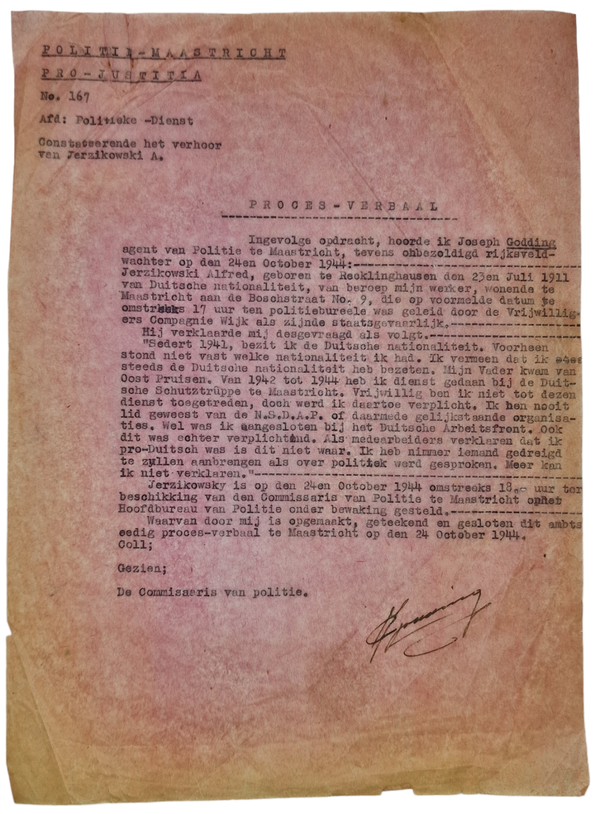 POLITIE-MAASTRICHT
PRO-JUSTITIA
No. 167
Afd: Politieke -Dienst
Constateerende het verhoor
van Jerzikowski A.
PROCES-VERBAAL
Ingevolge opdracht, hoorde ik Joseph Godding
agent van Politie te Maastricht, tevens onbezoldigd rijksveld-
wachter op den 24en October 1944:
Jerzikowski Alfred, geboren te Recklinghausen den 23en Juli 1911
van Duitsche nationaliteit, van beroep mijn werker, wonende te
Maastricht aan de Boschstraat No. 9, die op voormelde datum te
omstreeks 17 uur ten politiebureele was geleid door de Vrijwillig-
ers Compagnie Wijk als zijnde staatsgevaarlijk.
Hij verklaarde mij desgevraagd als volgt.
"Sedert 1941, bezit ik de Duitsche nationaliteit. Voorheen
stond niet vast welke nationaliteit ik had. Ik vermeen dat ik
steeds de Duitsche nationaliteit heb bezeten. Mijn Vader kwam van
Oost Pruisen. Van 1942 tot 1944 heb ik dienst gedaan bij de Duit-
sche Schutztrüppe te Maastricht. Vrijwillig ben ik niet tot dezen
dienst toegetreden, doch werd ik daartoe verplicht. Ik ben nooit
lid geweest van de N.S.D.A.P. of daarmede gelijkstaande organisa-
ties. Wel was ik aangesloten bij het Duitsche Arbeitsfront. Ook
dit was echter verplichtend. Als medearbeiders verklaren dat ik
pro-Duitsch was is dit niet waar. Ik heb nimmer iemand gedreigd
te zullen aanbrengen als over politiek werd gesproken. Meer kan
ik niet verklaren."
Jerzikowsky is op den 24en October 1944 omstreeks 18,- uur ter
beschikking van den Commissaris van Politie te Maastricht ophet
Hoofdbureau van Politie onder bewaking gesteld.
Waarvan door mij is opgemaakt, geteekend en gesloten dit ambts
eedig proces-verbaal te Maastricht op den 24 October 1944.
Coll;
Gezien;
De Commissaris van politie.